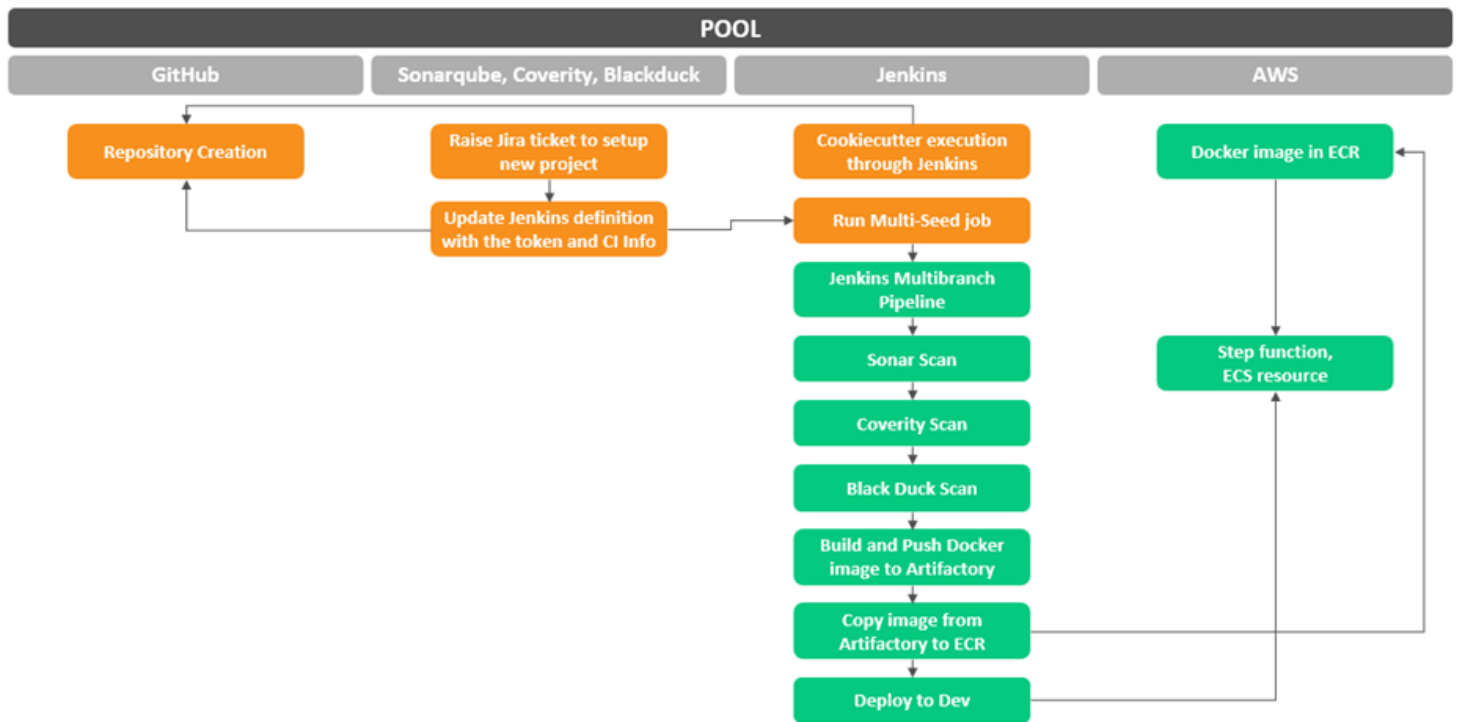 POOL
GitHub
Sonarqube, Coverity, Blackduck
Jenkins
AWS
Repository Creation
Raise Jira ticket to setup
new project
Cookiecutter execution
through Jenkins
Docker image in ECR
Update Jenkins definition
with the token and CI Info
Run Multi-Seed job
Jenkins Multibranch
Pipeline
Sonar Scan
Step function,
ECS resource
Coverity Scan
Black Duck Scan
Build and Push Docker
image to Artifactory
Copy image from
Artifactory to ECR
Deploy to Dev